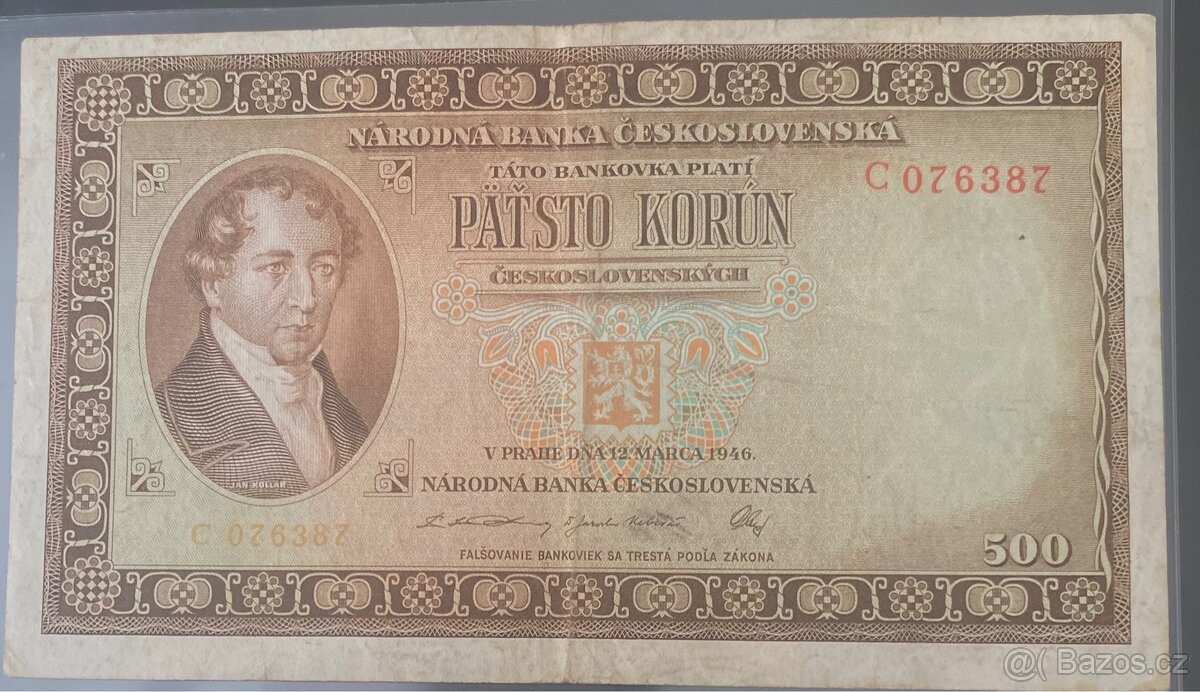 NÁRODNÁ BANKA ČESKOSLOVENSKÁ
TÁTO BANKOVKA PLATÍ
C 076387
PÄŤSTO KORÚN
ČESKOSLOVENSKÝCH
V PRAHE DŇA 12. MARCA 1946.
NÁRODNÁ BANKA ČESKOSLOVENSKÁ
JÁN KOLLÁR
C 076387
FALŠOVANIE BANKOVIEK SA TRESTÁ PODĽA ZÁKONA
500
@( Bazos.cz